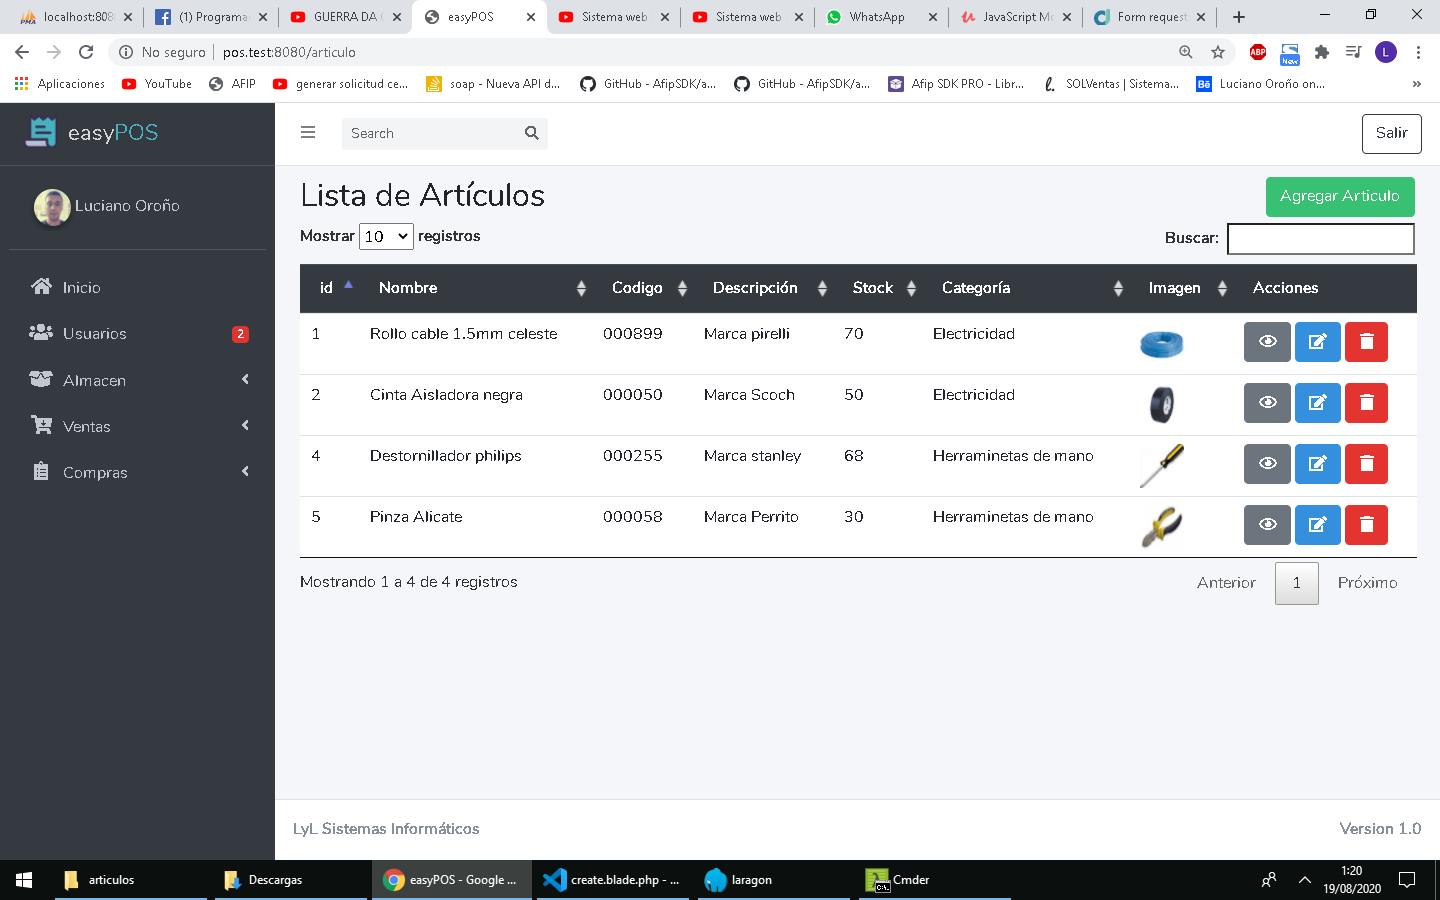 localhost:808
(1) Programa
GUERRA DA C
easyPOS
Sistema web
Sistema web
WhatsApp
JavaScript Mo
Form request
No seguro
pos.test:8080/articulo
ABP
New
L
Aplicaciones
YouTube
AFIP
generar solicitud ce...
soap - Nueva API d...
GitHub - AfipSDK/a...
GitHub - AfipSDK/a...
Afip SDK PRO - Libr...
SOLVentas | Sistema...
Luciano Oroño on...
»
easyPOS
Search
Salir
Luciano Oroño
Inicio
Usuarios
2
Almacen
Ventas
Compras
Lista de Artículos
Agregar Articulo
Mostrar 10 registros
Buscar:
id Nombre Codigo Descripción Stock Categoría Imagen Acciones
1 Rollo cable 1.5mm celeste 000899 Marca pirelli 70 Electricidad
2 Cinta Aisladora negra 000050 Marca Scoch 50 Electricidad
4 Destornillador philips 000255 Marca stanley 68 Herraminetas de mano
5 Pinza Alicate 000058 Marca Perrito 30 Herraminetas de mano
Mostrando 1 a 4 de 4 registros
Anterior 1 Próximo
LyL Sistemas Informáticos
Version 1.0
articulos
Descargas
easyPOS - Google ...
create.blade.php - ...
laragon
Cmder
1:20
19/08/2020